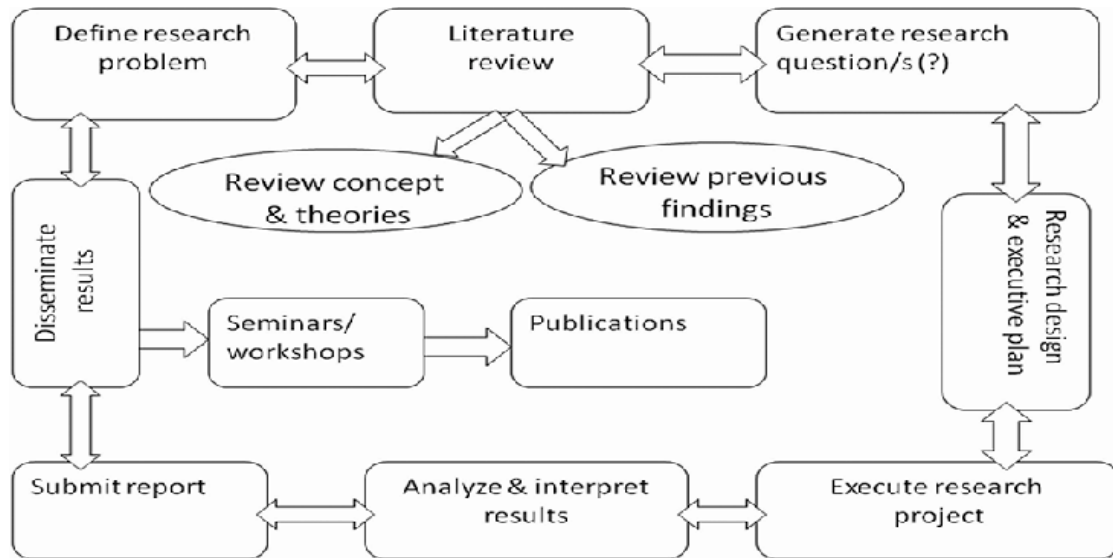 Define research
problem
Literature
review
Generate research
question/s (?)
Review concept
& theories
Review previous
findings
Disseminate
results
Research design
& executive plan
Seminars/
workshops
Publications
Submit report
Analyze & interpret
results
Execute research
project